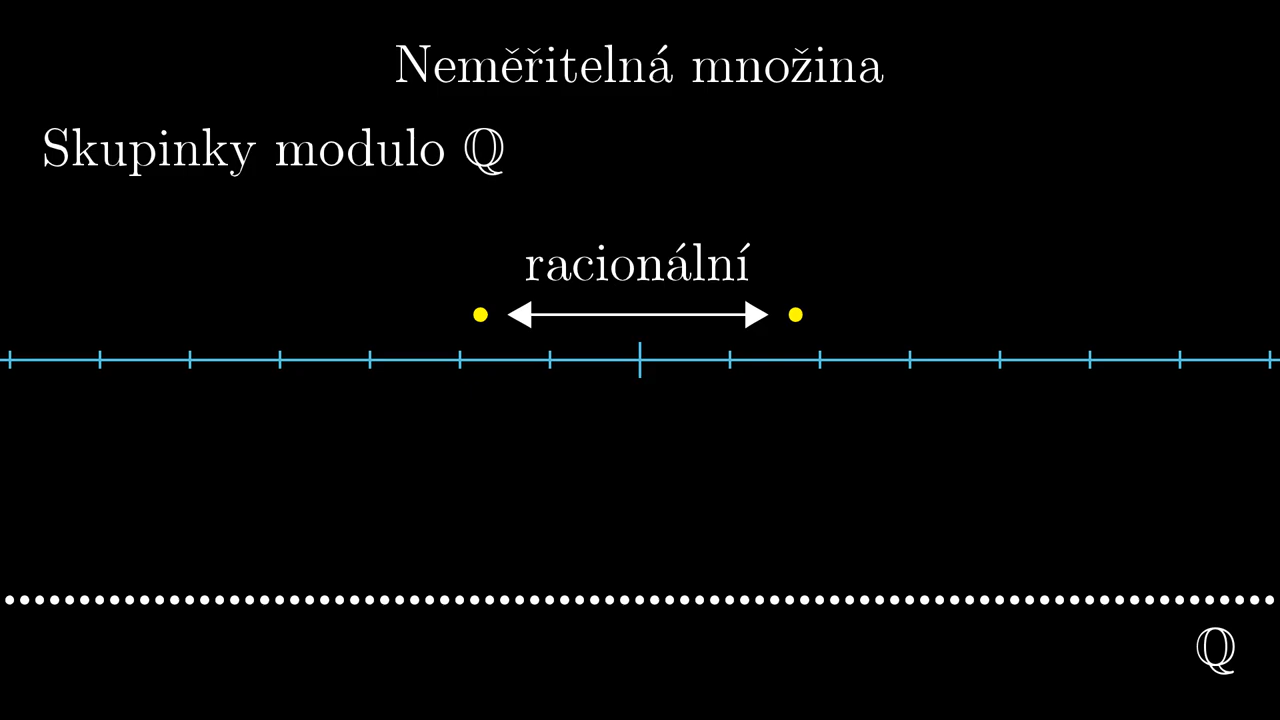 Neměřitelná množina
Skupinky modulo ℚ
racionální
ℚ